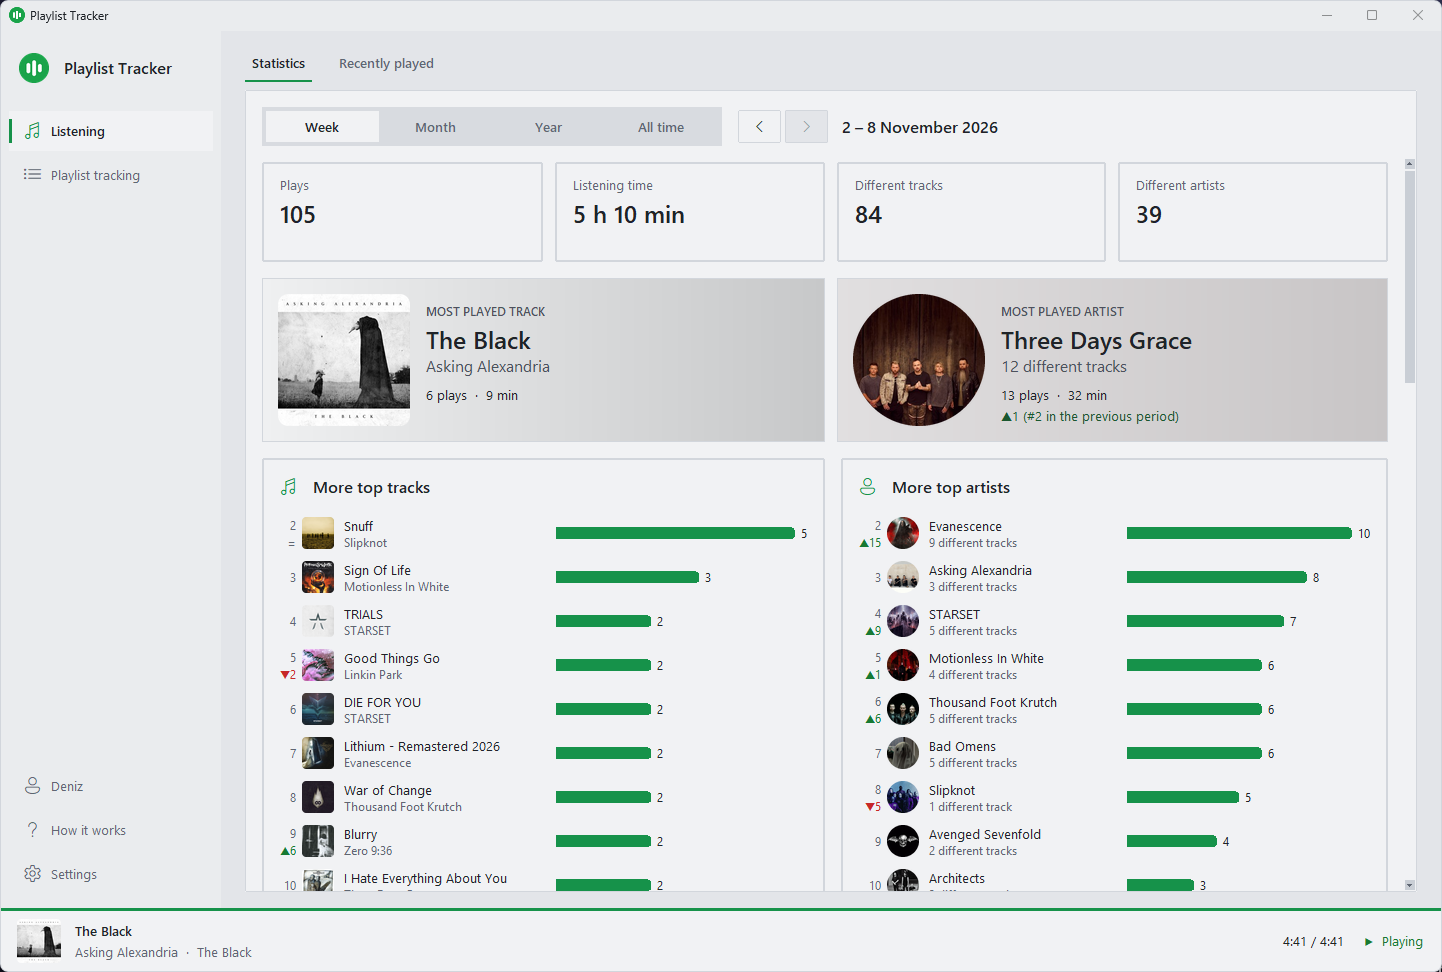 Playlist Tracker
Playlist Tracker
Listening
Playlist tracking
Deniz
How it works
Settings
Statistics
Recently played
Week
Month
Year
All time
2 – 8 November 2026
Plays
105
Listening time
5 h 10 min
Different tracks
84
Different artists
39
ASKING ALEXANDRIA
THE BLACK
MOST PLAYED TRACK
The Black
Asking Alexandria
6 plays · 9 min
MOST PLAYED ARTIST
Three Days Grace
12 different tracks
13 plays · 32 min
▲1 (#2 in the previous period)
More top tracks
2
=
Snuff
Slipknot
5
3
Sign Of Life
Motionless In White
3
4
TRIALS
STARSET
2
5
▼2
Good Things Go
Linkin Park
2
6
DIE FOR YOU
STARSET
2
7
Lithium - Remastered 2026
Evanescence
2
8
War of Change
Thousand Foot Krutch
2
9
▲6
Blurry
Zero 9:36
2
10
I Hate Everything About You
2
More top artists
2
▲15
Evanescence
9 different tracks
10
3
Asking Alexandria
3 different tracks
8
4
▲9
STARSET
5 different tracks
7
5
▲1
Motionless In White
4 different tracks
6
6
▲6
Thousand Foot Krutch
5 different tracks
6
7
Bad Omens
5 different tracks
6
8
▼5
Slipknot
1 different track
5
9
Avenged Sevenfold
2 different tracks
4
10
Architects
3
The Black
Asking Alexandria · The Black
4:41 / 4:41
Playing